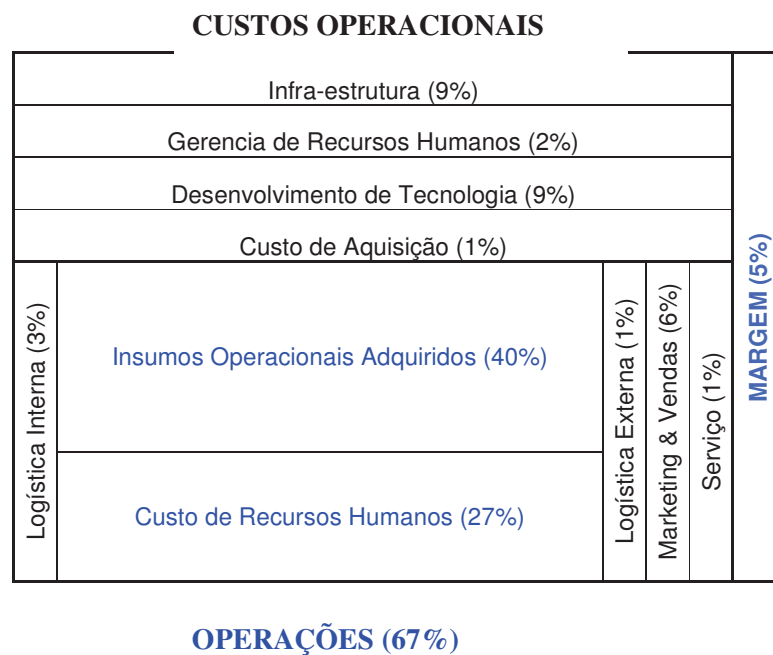 CUSTOS OPERACIONAIS
Infra-estrutura (9%)
Gerencia de Recursos Humanos (2%)
Desenvolvimento de Tecnologia (9%)
Custo de Aquisição (1%)
Logística Interna (3%)
Insumos Operacionais Adquiridos (40%)
Custo de Recursos Humanos (27%)
Logística Externa (1%)
Marketing & Vendas (6%)
Serviço (1%)
MARGEM (5%)
OPERAÇÕES (67%)